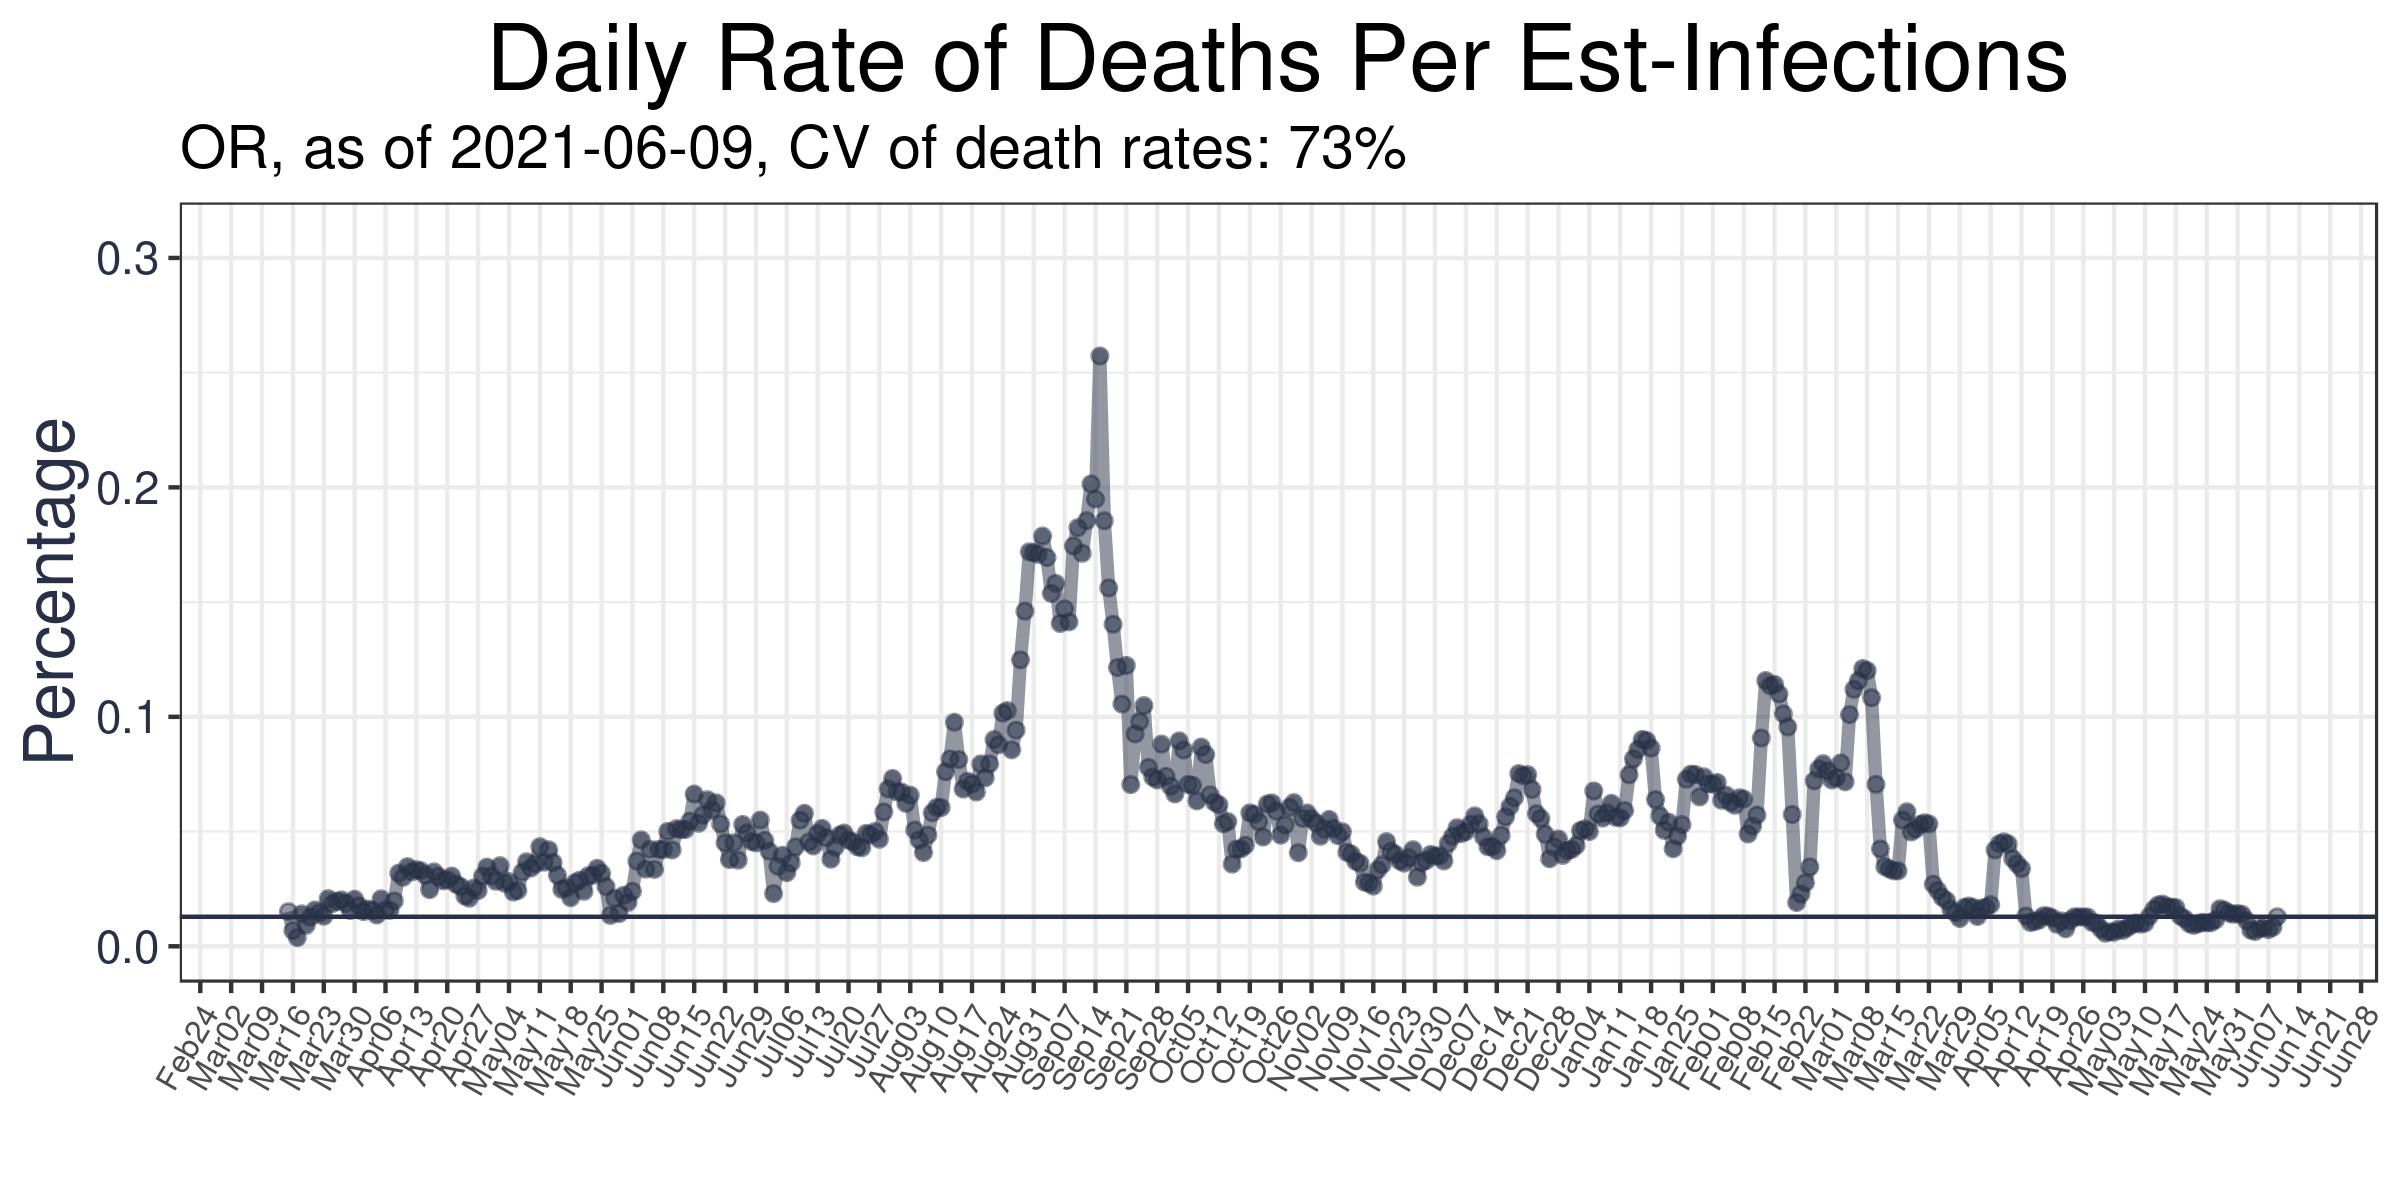 Daily Rate of Deaths Per Est-Infections
OR, as of 2021-06-09, CV of death rates: 73%
Percentage
0.3
0.2
0.1
0.0
Feb24
Mar02
Mar09
Mar16
Mar23
Mar30
Apr06
Apr13
Apr20
Apr27
May04
May11
May18
May25
Jun01
Jun08
Jun15
Jun22
Jun29
Jul06
Jul13
Jul20
Jul27
Aug03
Aug10
Aug17
Aug24
Aug31
Sep07
Sep14
Sep21
Sep28
Oct05
Oct12
Oct19
Oct26
Nov02
Nov09
Nov16
Nov23
Nov30
Dec07
Dec14
Dec21
Dec28
Jan04
Jan11
Jan18
Jan25
Feb01
Feb08
Feb15
Feb22
Mar01
Mar08
Mar15
Mar22
Mar29
Apr05
Apr12
Apr19
Apr26
May03
May10
May17
May24
May31
Jun07
Jun14
Jun21
Jun28